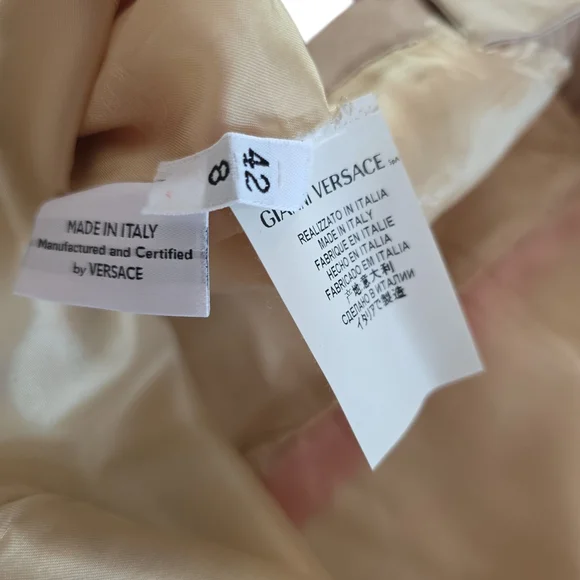 42
8
MADE IN ITALY
Manufactured and Certified
by VERSACE
GIANNI VERSACE
REALIZZATO IN ITALIA
MADE IN ITALY
FABRIQUE EN ITALIE
HECHO EN ITALIA
FABRICADO EM ITALIA
产地意大利
СДЕЛАНО В ИТАЛИИ
イタリアで製造